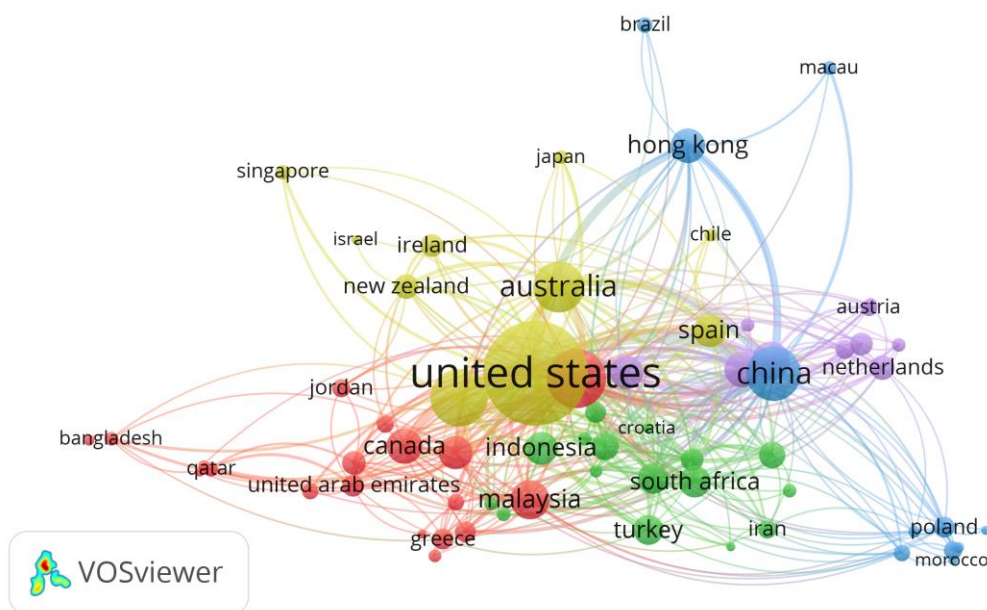 brazil
macau
hong kong
japan
singapore
chile
israel
ireland
new zealand
australia
austria
spain
netherlands
united states
china
jordan
croatia
bangladesh
canada
indonesia
qatar
united arab emirates
south africa
malaysia
turkey
iran
poland
greece
morocco
VOSviewer